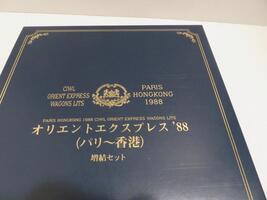 CIWL
ORIENT EXPRESS
WAGONS LITS
PARIS
HONGKONG
1988
PARIS HONGKONG 1988 CIWL ORIENT EXPRESS WAGONS LITS
オリエントエクスプレス '88
(パリ～香港)
増結セット